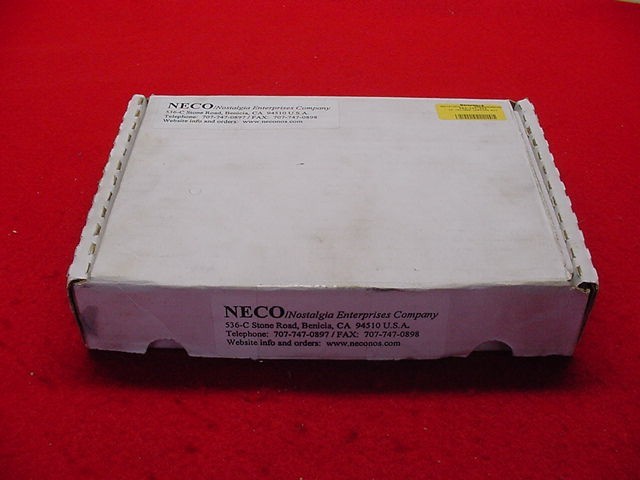 NECO/Nostalgia Enterprises Company
536-C Stone Road, Benicia, CA 94510 U.S.A.
Telephone: 707-747-0897 / FAX: 707-747-0898
Website info and orders: www.neconos.com
NECO/Nostalgia Enterprises Company
536-C Stone Road, Benicia, CA 94510 U.S.A.
Telephone: 707-747-0897 / FAX: 707-747-0898
Website info and orders: www.neconos.com